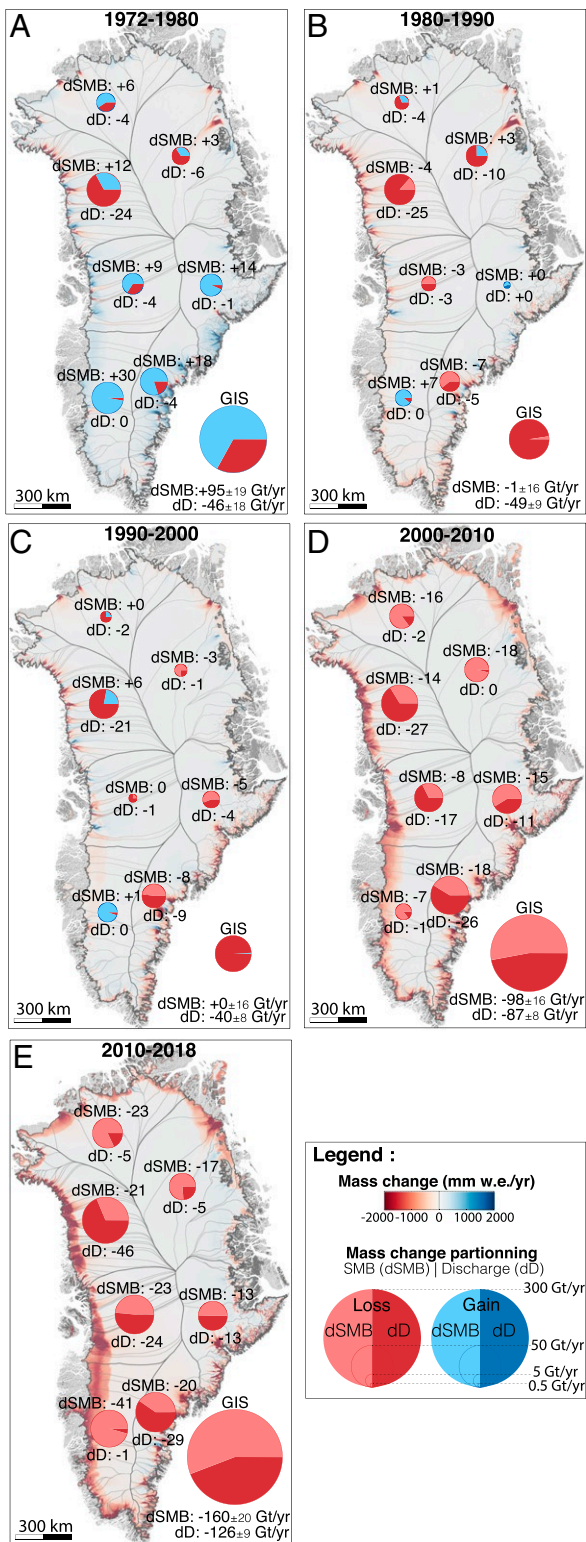 A
1972-1980
dSMB: +6
dD: -4
dSMB: +3
dD: -6
dSMB: +12
dD: -24
dSMB: +9
dD: -4
dSMB: +14
dD: -1
dSMB: +30
dD: 0
dSMB: +18
dD: -4
GIS
dSMB:+95±19 Gt/yr
dD: -46±18 Gt/yr
300 km
B
1980-1990
dSMB: +1
dD: -4
dSMB: +3
dD: -10
dSMB: -4
dD: -25
dSMB: -3
dD: -3
dSMB: +0
dD: +0
dSMB: +7
dD: 0
dSMB: -7
dD: -5
GIS
dSMB: -1±16 Gt/yr
dD: -49±9 Gt/yr
300 km
C
1990-2000
dSMB: +0
dD: -2
dSMB: -3
dD: -1
dSMB: +6
dD: -21
dSMB: 0
dD: -1
dSMB: -5
dD: -4
dSMB: +1
dD: 0
dSMB: -8
dD: -9
GIS
dSMB: +0±16 Gt/yr
dD: -40±8 Gt/yr
300 km
D
2000-2010
dSMB: -16
dD: -2
dSMB: -18
dD: 0
dSMB: -14
dD: -27
dSMB: -8
dD: -17
dSMB: -15
dD: -11
dSMB: -7
dD: -1
dSMB: -18
dD: -26
GIS
dSMB: -98±16 Gt/yr
dD: -87±8 Gt/yr
300 km
E
2010-2018
dSMB: -23
dD: -5
dSMB: -17
dD: -5
dSMB: -21
dD: -46
dSMB: -23
dD: -24
dSMB: -13
dD: -13
dSMB: -41
dD: -1
dSMB: -20
dD: -29
GIS
dSMB: -160±20 Gt/yr
dD: -126±9 Gt/yr
300 km
Legend :
Mass change (mm w.e./yr)
-2000 -1000 0 1000 2000
Mass change partionning
SMB (dSMB) | Discharge (dD)
300 Gt/yr
Loss
Gain
dSMB dD
dSMB dD
50 Gt/yr
5 Gt/yr
0.5 Gt/yr